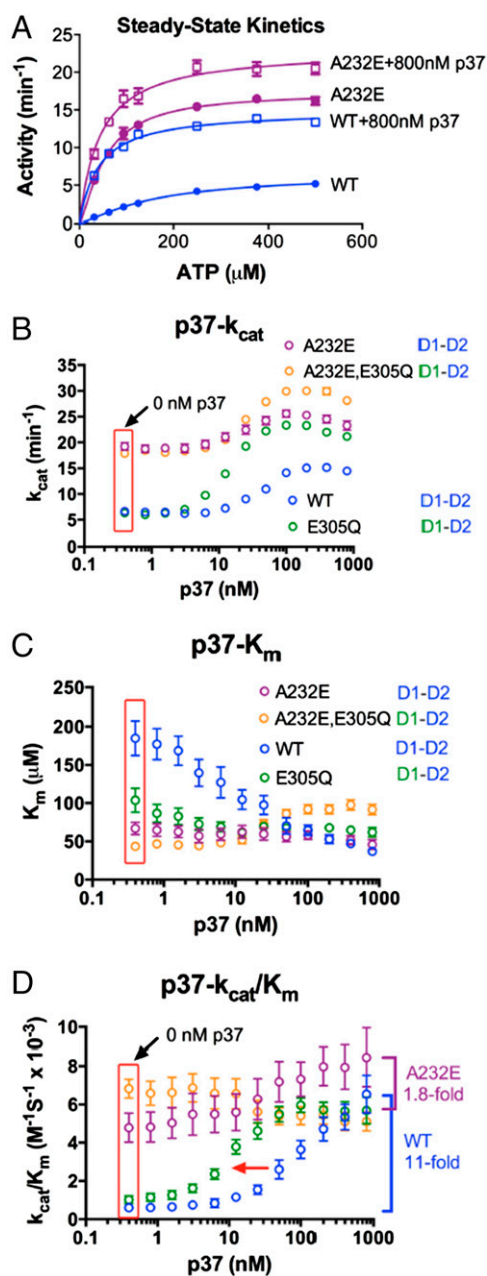 A
Steady-State Kinetics
Activity (min-1)
25
20
15
10
5
0
0 200 400 600
ATP (μM)
A232E+800nM p37
A232E
WT+800nM p37
WT
B
p37-kcat
A232E D1-D2
A232E,E305Q D1-D2
0 nM p37
kcat (min-1)
35
30
25
20
15
10
5
0
WT D1-D2
E305Q D1-D2
0.1 1 10 100 1000
p37 (nM)
C
p37-Km
A232E D1-D2
A232E,E305Q D1-D2
WT D1-D2
E305Q D1-D2
Km (μM)
250
200
150
100
50
0
0.1 1 10 100 1000
p37 (nM)
D
p37-kcat/Km
0 nM p37
kcat/Km (M-1S-1 x 10-3)
10
8
6
4
2
0
A232E
1.8-fold
WT
11-fold
0.1 1 10 100 1000
p37 (nM)